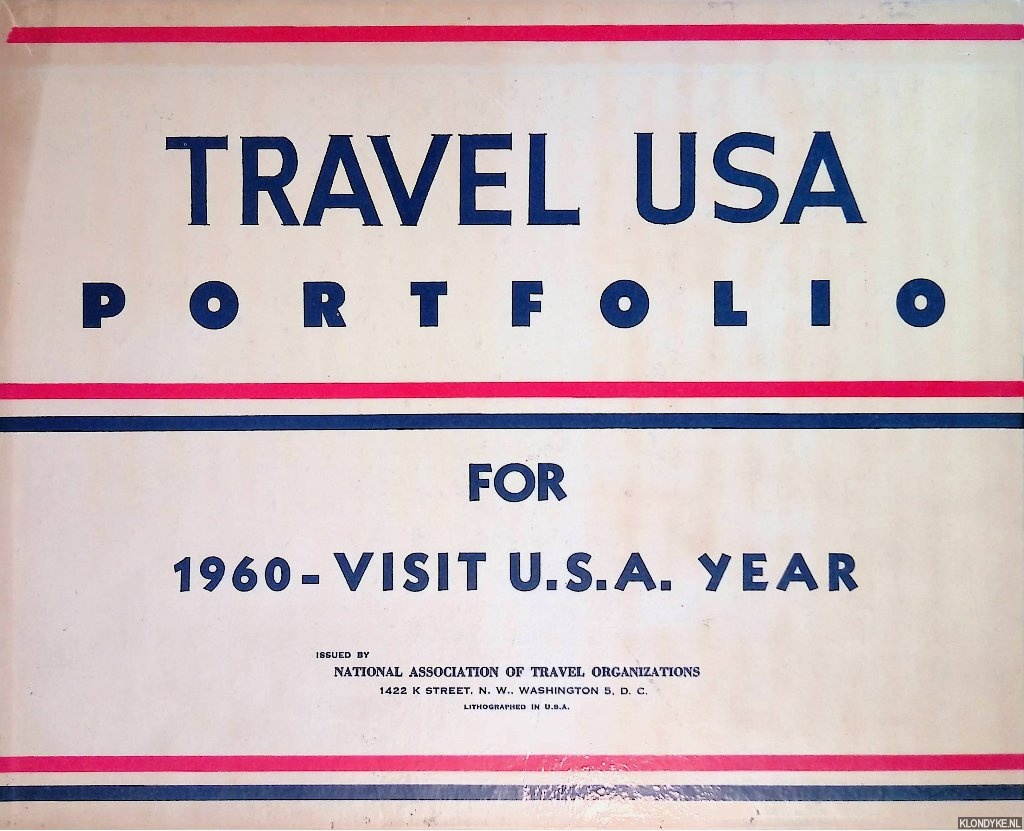 TRAVEL USA
PORTFOLIO
FOR
1960-VISIT U.S.A. YEAR
ISSUED BY
NATIONAL ASSOCIATION OF TRAVEL ORGANIZATIONS
1422 K STREET, N. W., WASHINGTON 5, D. C.
LITHOGRAPHED IN U.S.A.
KLONDYKE.NL